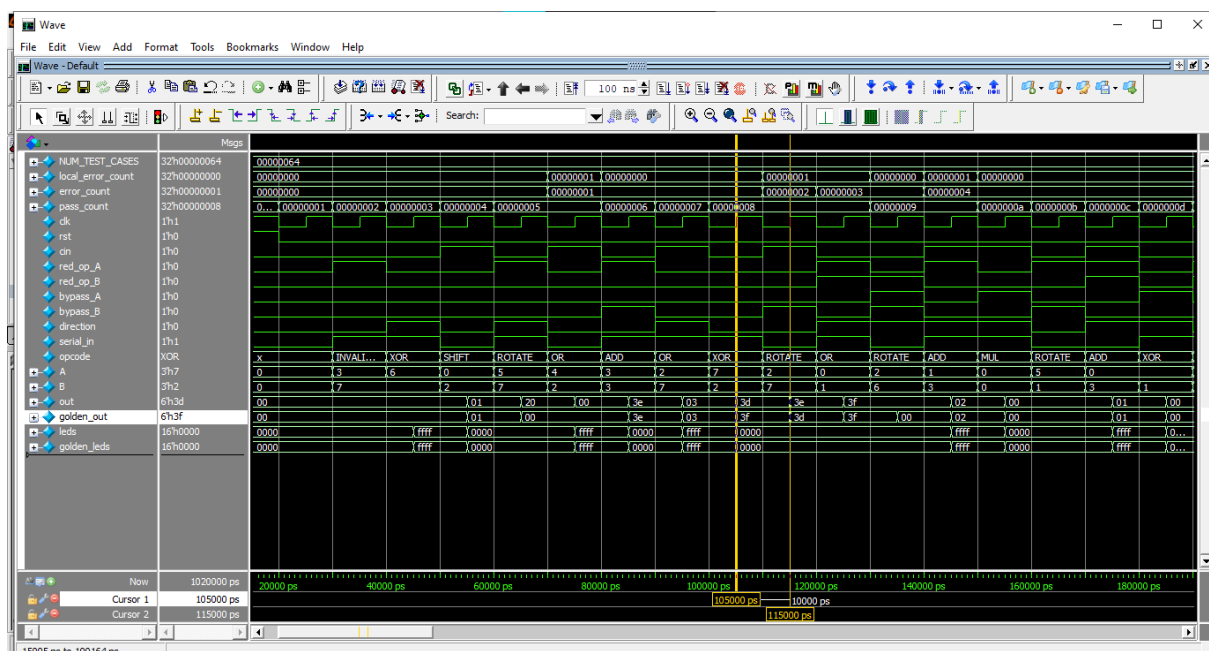 Wave
File Edit View Add Format Tools Bookmarks Window Help
Wave - Default
100 ns
Search:
Msgs
NUM_TEST_CASES 32'h00000064 00000064
local_error_count 32'h00000000 00000000 00000001 00000000 00000001 00000000 00000001 00000000
error_count 32'h00000001 00000000 00000001 00000002 00000003 00000004
pass_count 32'h00000008 0... 00000001 00000002 00000003 00000004 00000005 00000006 00000007 00000008 00000009 0000000a 0000000b 0000000c 0000000d
clk 1'h1
rst 1'h0
cin 1'h0
red_op_A 1'h0
red_op_B 1'h0
bypass_A 1'h0
bypass_B 1'h0
direction 1'h0
serial_in 1'h1
opcode XOR x INVALI... XOR SHIFT ROTATE OR ADD OR XOR ROTATE OR ROTATE ADD MUL ROTATE ADD XOR
A 3'h7 0 3 6 0 5 4 3 2 7 2 0 2 1 0 5 0
B 3'h2 0 7 2 7 2 3 7 2 7 1 6 3 0 1 3 1
out 6'h3d 00 01 20 00 3e 03 3d 3e 3f 02 00 01 00
golden_out 6'h3f 00 01 00 3e 03 3f 3d 3f 00 02 00 01 00
leds 16'h0000 0000 ffff 0000 ffff 0000 ffff 0000 ffff 0000 ffff 0...
golden_leds 16'h0000 0000 ffff 0000 ffff 0000 ffff 0000 ffff 0000 ffff 0...
Now 1020000 ps 20000 ps 40000 ps 60000 ps 80000 ps 100000 ps 120000 ps 140000 ps 160000 ps 180000 ps
Cursor 1 105000 ps 105000 ps 10000 ps
Cursor 2 115000 ps 115000 ps